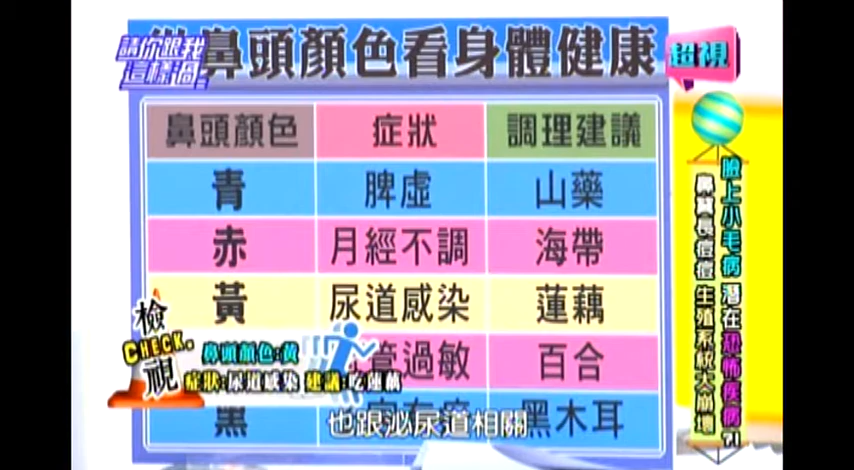 請你跟我
這樣過
從鼻頭顏色看身體健康
超視
鼻頭顏色 症狀 調理建議
青 脾虛 山藥
赤 月經不調 海帶
黃 尿道感染 蓮藕
管過敏 百合
黑 黑木耳
檢
CHECK.
視
鼻頭顏色:黃
症狀:尿道感染 建議:吃蓮藕
也跟泌尿道相關
臉上小毛病 潛在恐怖疾病?!
鼻翼長痘痘 生殖系統大崩壞